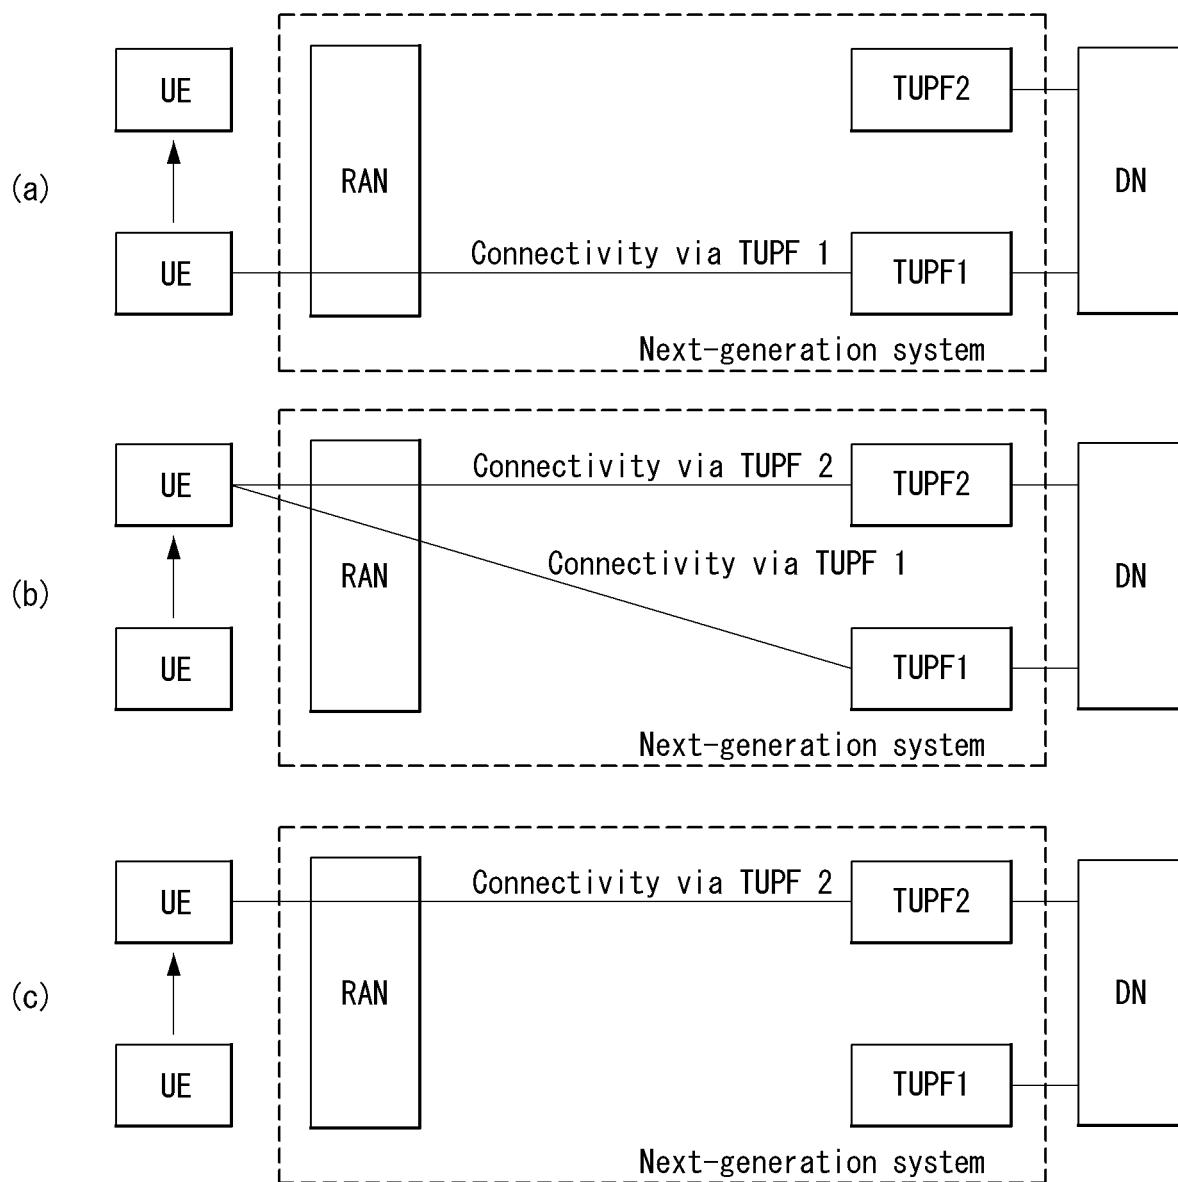 UE
TUPF2
(a)
RAN
DN
UE
Connectivity via TUPF 1
TUPF1
Next-generation system
UE
Connectivity via TUPF 2
TUPF2
(b)
RAN
Connectivity via TUPF 1
DN
UE
TUPF1
Next-generation system
UE
Connectivity via TUPF 2
TUPF2
(c)
RAN
DN
UE
TUPF1
Next-generation system